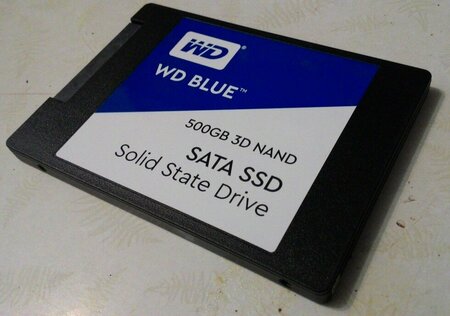 WD
WD BLUE™
500GB 3D NAND
SATA SSD
Solid State Drive